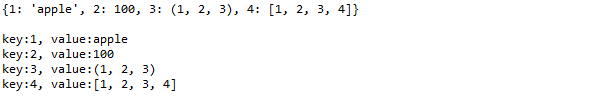 {1: 'apple', 2: 100, 3: (1, 2, 3), 4: [1, 2, 3, 4]}
key:1, value:apple
key:2, value:100
key:3, value:(1, 2, 3)
key:4, value:[1, 2, 3, 4]